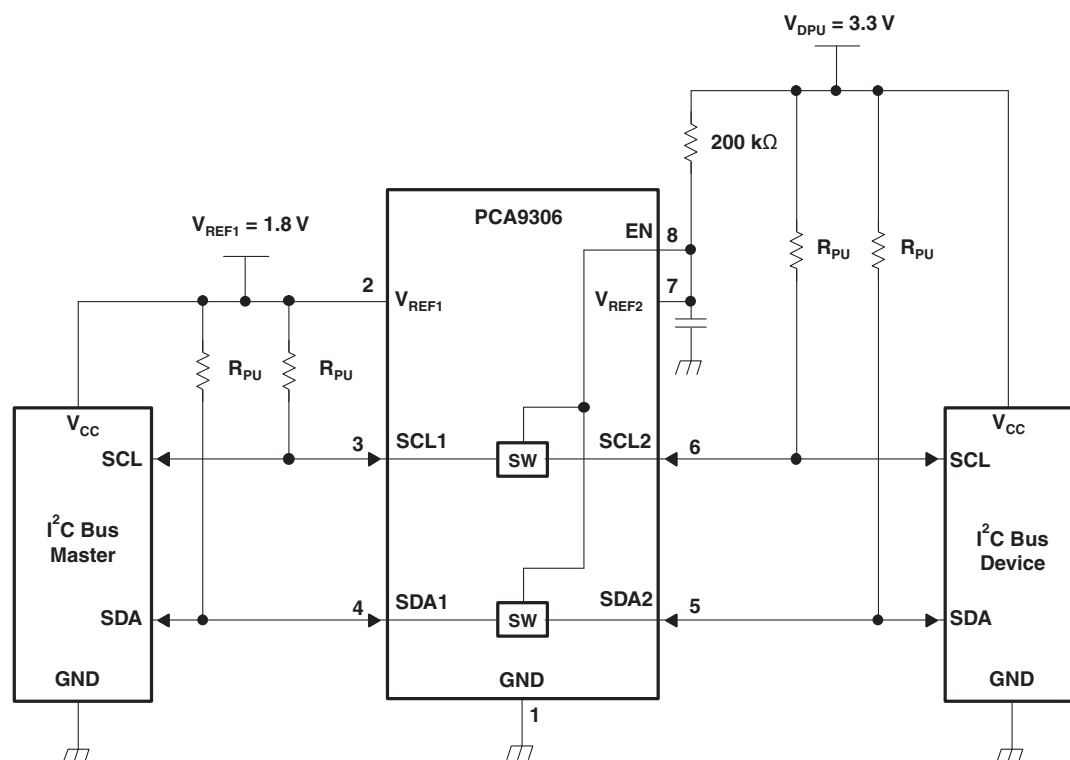 V_DPU = 3.3 V
200 kΩ
PCA9306
EN 8
V_REF1 = 1.8 V
R_PU
R_PU
2
7
V_REF1
V_REF2
R_PU
R_PU
V_CC
V_CC
SCL
3
SCL1
SW
SCL2
6
SCL
I²C Bus
Master
I²C Bus
Device
SDA
4
SDA1
SW
SDA2
5
SDA
GND
GND
GND
1